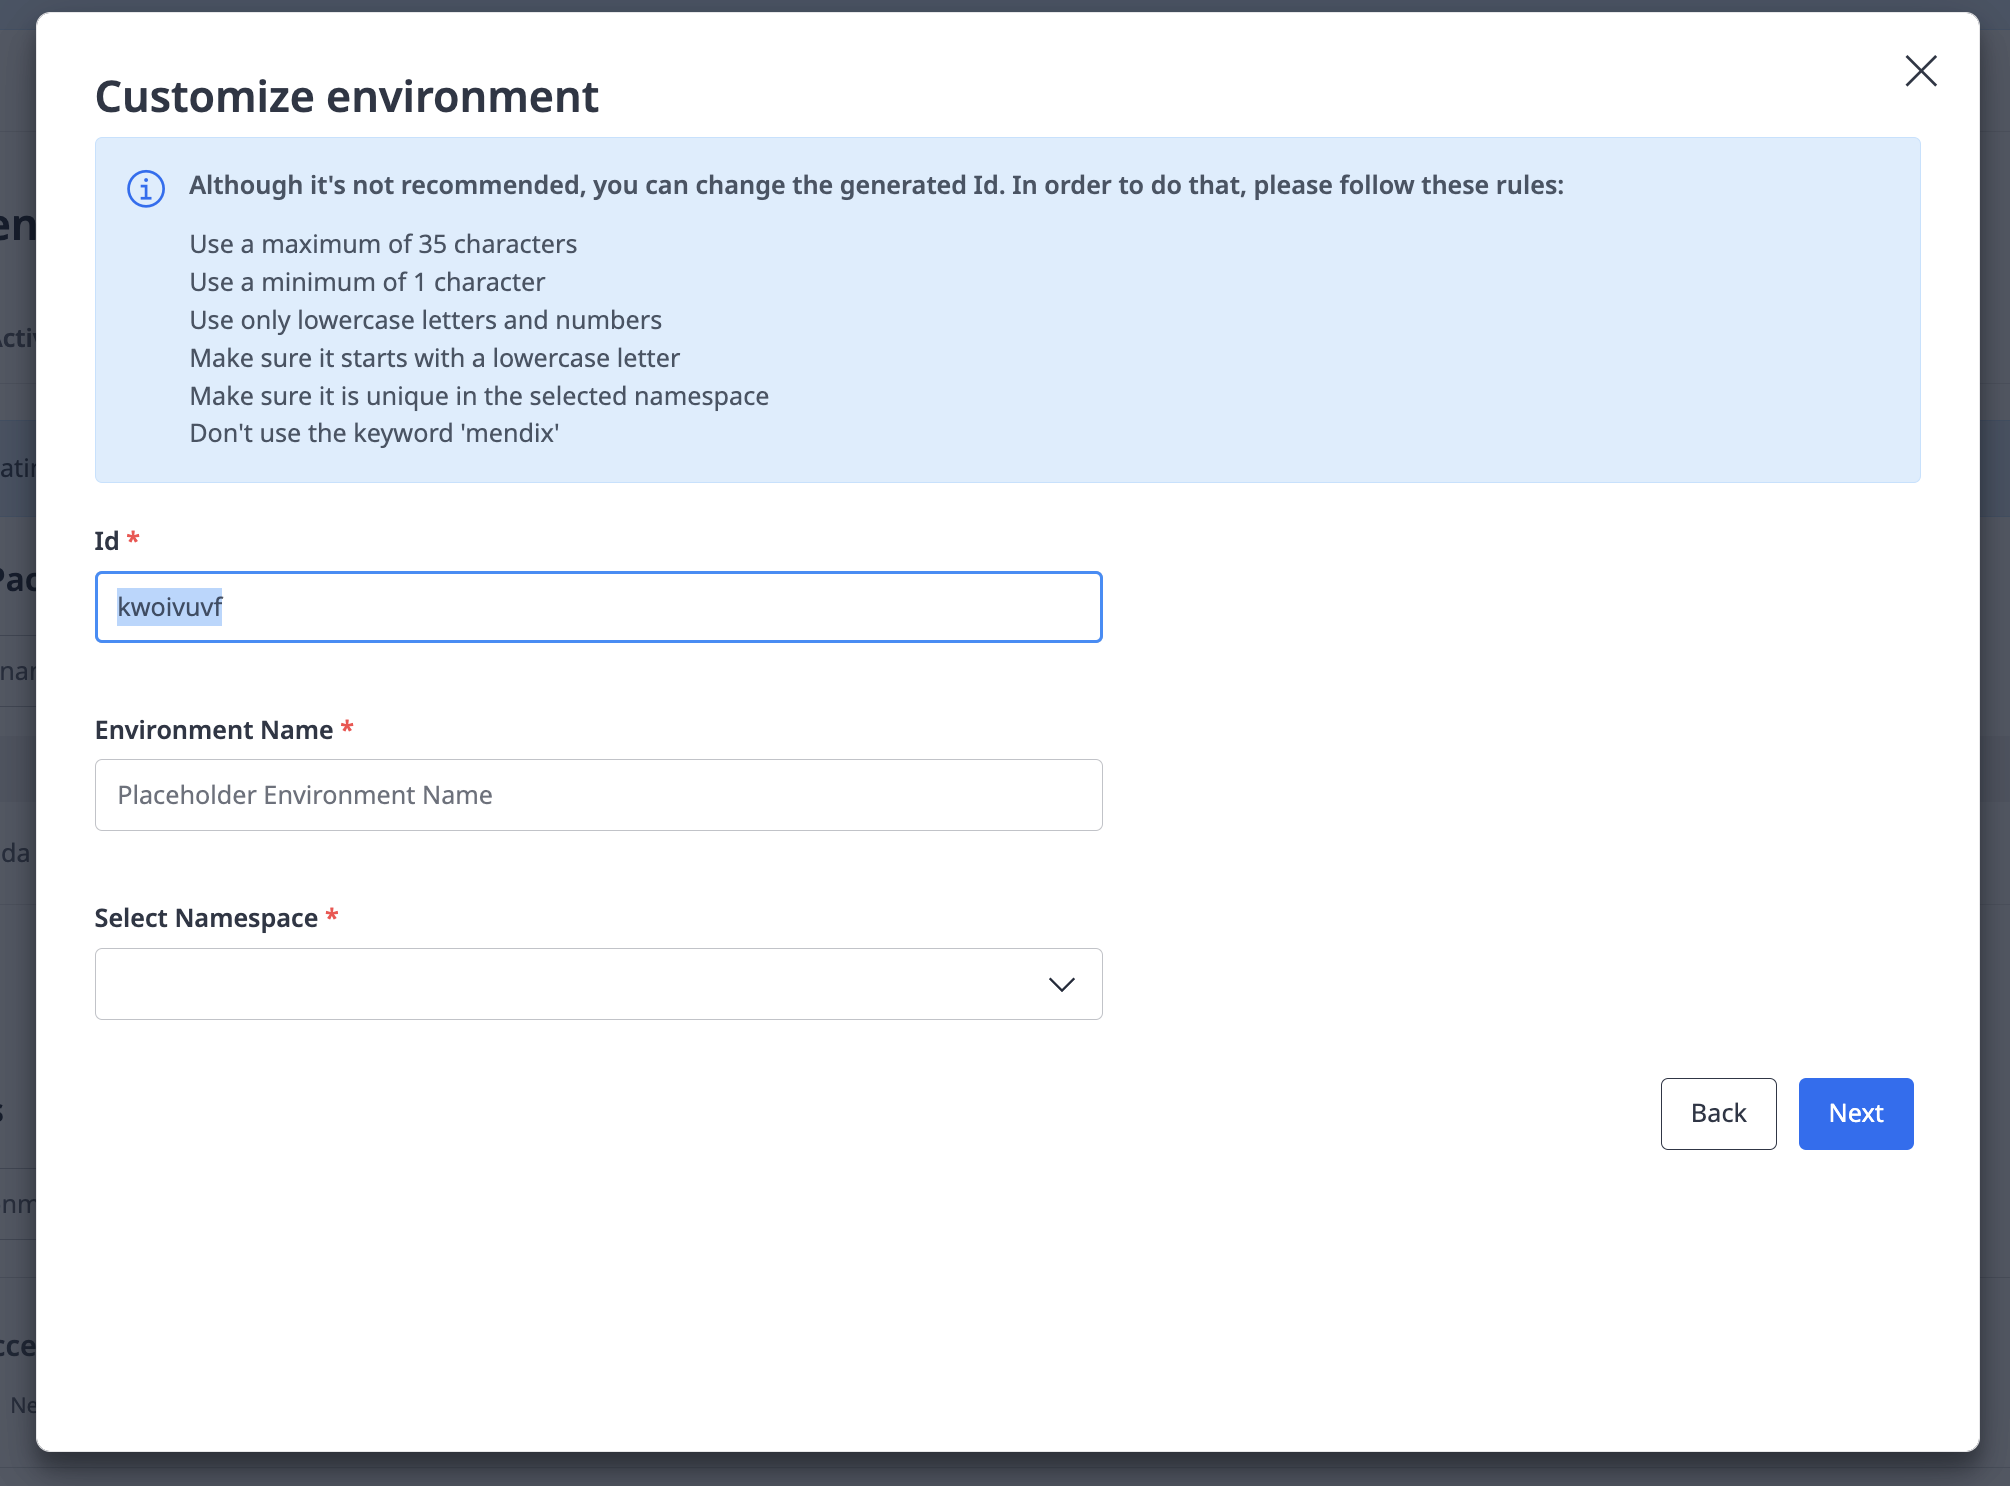 Customize environment
Although it's not recommended, you can change the generated Id. In order to do that, please follow these rules:
Use a maximum of 35 characters
Use a minimum of 1 character
Use only lowercase letters and numbers
Make sure it starts with a lowercase letter
Make sure it is unique in the selected namespace
Don't use the keyword 'mendix'
Id *
kwoivuvf
Environment Name *
Placeholder Environment Name
Select Namespace *
Back
Next